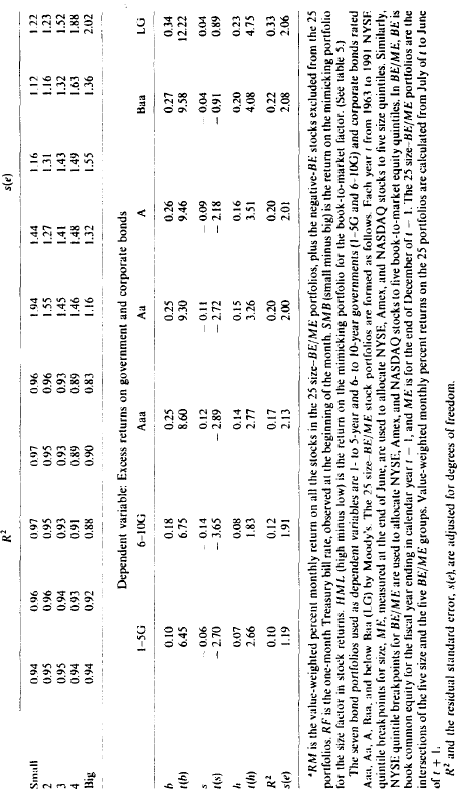 R² s(e)
Small 0.94 0.96 0.97 0.97 0.96 1.94 1.44 1.16 1.12 1.22
2 0.95 0.96 0.95 0.95 0.96 1.55 1.27 1.31 1.16 1.23
3 0.95 0.94 0.93 0.93 0.93 1.45 1.41 1.43 1.32 1.52
4 0.94 0.93 0.91 0.89 0.89 1.46 1.48 1.49 1.63 1.88
Big 0.94 0.92 0.88 0.90 0.83 1.16 1.32 1.55 1.36 2.02
Dependent variable: Excess returns on government and corporate bonds
1–5G 6–10G Aaa Aa A Baa LG
b 0.10 0.18 0.25 0.25 0.26 0.27 0.34
t(b) 6.45 6.75 8.60 9.30 9.46 9.58 12.22
s − 0.06 − 0.14 − 0.12 − 0.11 − 0.09 − 0.04 0.04
t(s) − 2.70 − 3.65 − 2.89 − 2.72 − 2.18 − 0.91 0.89
h 0.07 0.08 0.14 0.15 0.16 0.20 0.23
t(h) 2.66 1.83 2.77 3.26 3.51 4.08 4.75
R² 0.10 0.12 0.17 0.20 0.20 0.22 0.33
s(e) 1.19 1.91 2.13 2.00 2.01 2.08 2.06
*RM is the value-weighted percent monthly return on all the stocks in the 25 size–BE/ME portfolios, plus the negative-BE stocks excluded from the 25
portfolios. RF is the one-month Treasury bill rate, observed at the beginning of the month. SMB (small minus big) is the return on the mimicking portfolio
for the size factor in stock returns. HML (high minus low) is the return on the mimicking portfolio for the book-to-market factor. (See table 5.)
The seven bond portfolios used as dependent variables are 1- to 5-year and 6- to 10-year governments (1–5G and 6–10G) and corporate bonds rated
Aaa, Aa, A, Baa, and below Baa (LG) by Moody's. The 25 size–BE/ME stock portfolios are formed as follows. Each year t from 1963 to 1991 NYSE
quintile breakpoints for size, ME, measured at the end of June, are used to allocate NYSE, Amex, and NASDAQ stocks to five size quintiles. Similarly,
NYSE quintile breakpoints for BE/ME are used to allocate NYSE, Amex, and NASDAQ stocks to five book-to-market equity quintiles. In BE/ME, BE is
book common equity for the fiscal year ending in calendar year t − 1, and ME is for the end of December of t − 1. The 25 size–BE/ME portfolios are the
intersections of the five size and the five BE/ME groups. Value-weighted monthly percent returns on the 25 portfolios are calculated from July of t to June
of t + 1.
R² and the residual standard error, s(e), are adjusted for degrees of freedom.